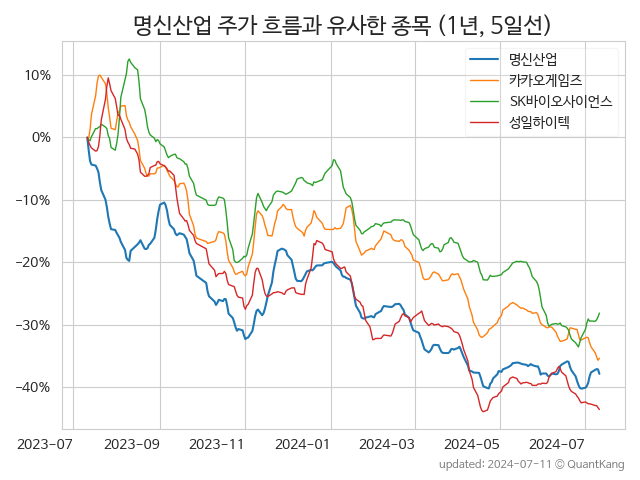 명신산업 주가 흐름과 유사한 종목 (1년, 5일선)
명신산업
카카오게임즈
SK바이오사이언스
성일하이텍
10%
0%
−10%
−20%
−30%
−40%
2023-07 2023-09 2023-11 2024-01 2024-03 2024-05 2024-07
updated: 2024-07-11 © QuantKang